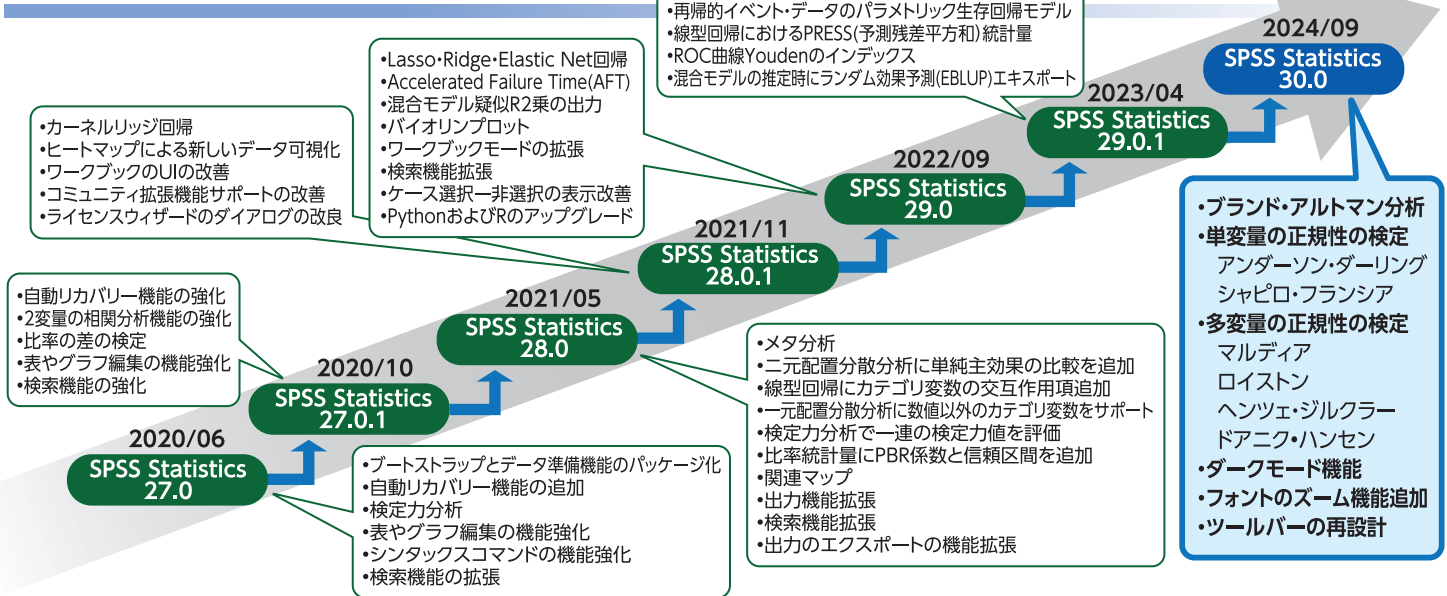 •再帰的イベント・データのパラメトリック生存回帰モデル
•線型回帰におけるPRESS(予測残差平方和)統計量
•ROC曲線Youdenのインデックス
•混合モデルの推定時にランダム効果予測(EBLUP)エキスポート
2024/09
SPSS Statistics
30.0
•Lasso・Ridge・Elastic Net回帰
•Accelerated Failure Time(AFT)
•混合モデル疑似R2乗の出力
•バイオリンプロット
•ワークブックモードの拡張
•検索機能拡張
•ケース選択ー非選択の表示改善
•PythonおよびRのアップグレード
2023/04
SPSS Statistics
29.0.1
•カーネルリッジ回帰
•ヒートマップによる新しいデータ可視化
•ワークブックのUIの改善
•コミュニティ拡張機能サポートの改善
•ライセンスウィザードのダイアログの改良
2022/09
SPSS Statistics
29.0
2021/11
SPSS Statistics
28.0.1
•ブランド・アルトマン分析
•単変量の正規性の検定
アンダーソン・ダーリング
シャピロ・フランシア
•多変量の正規性の検定
マルディア
ロイストン
ヘンツェ・ジルクラー
ドアニク・ハンセン
•ダークモード機能
•フォントのズーム機能追加
•ツールバーの再設計
•自動リカバリー機能の強化
•2変量の相関分析機能の強化
•比率の差の検定
•表やグラフ編集の機能強化
•検索機能の強化
2021/05
SPSS Statistics
28.0
•メタ分析
•二元配置分散分析に単純主効果の比較を追加
•線型回帰にカテゴリ変数の交互作用項追加
•一元配置分散分析に数値以外のカテゴリ変数をサポート
•検定力分析で一連の検定力値を評価
•比率統計量にPBR係数と信頼区間を追加
•関連マップ
•出力機能拡張
•検索機能拡張
•出力のエクスポートの機能拡張
2020/10
SPSS Statistics
27.0.1
2020/06
SPSS Statistics
27.0
•ブートストラップとデータ準備機能のパッケージ化
•自動リカバリー機能の追加
•検定力分析
•表やグラフ編集の機能強化
•シンタックスコマンドの機能強化
•検索機能の拡張